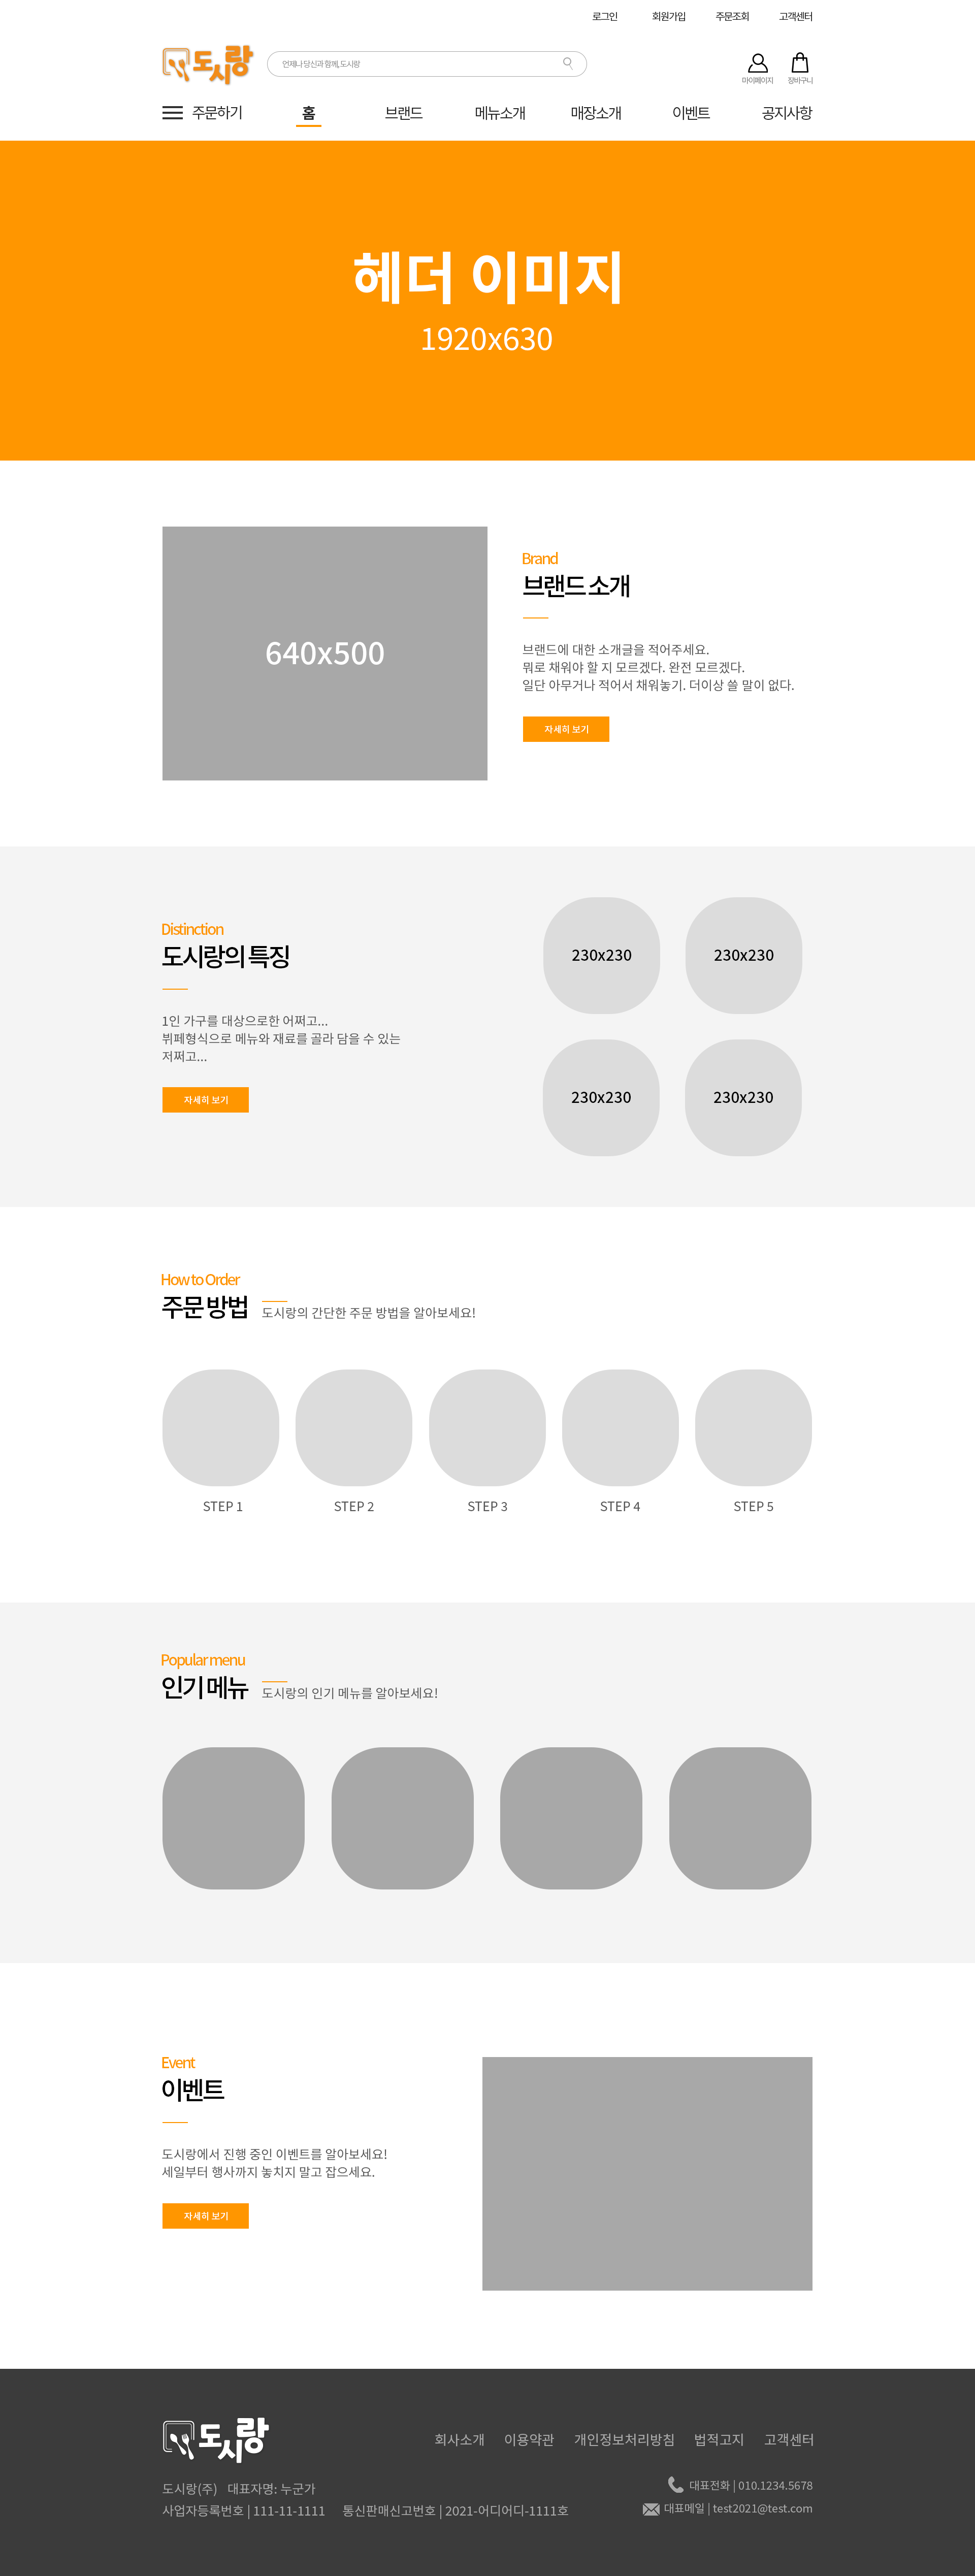 로그인 회원가입 주문조회 고객센터
도시랑
언제나 당신과 함께, 도시랑
마이페이지 장바구니
주문하기 홈 브랜드 메뉴소개 매장소개 이벤트 공지사항
헤더 이미지
1920x630
640x500
Brand
브랜드 소개
브랜드에 대한 소개글을 적어주세요.
뭐로 채워야 할 지 모르겠다. 완전 모르겠다.
일단 아무거나 적어서 채워놓기. 더이상 쓸 말이 없다.
자세히 보기
Distinction
도시랑의 특징
1인 가구를 대상으로한 어쩌고...
뷔페형식으로 메뉴와 재료를 골라 담을 수 있는
저쩌고...
자세히 보기
230x230 230x230
230x230 230x230
How to Order
주문 방법
도시랑의 간단한 주문 방법을 알아보세요!
STEP 1 STEP 2 STEP 3 STEP 4 STEP 5
Popular menu
인기 메뉴
도시랑의 인기 메뉴를 알아보세요!
Event
이벤트
도시랑에서 진행 중인 이벤트를 알아보세요!
세일부터 행사까지 놓치지 말고 잡으세요.
자세히 보기
도시랑
회사소개 이용약관 개인정보처리방침 법적고지 고객센터
도시랑(주) 대표자명: 누군가
사업자등록번호 | 111-11-1111 통신판매신고번호 | 2021-어디어디-1111호
대표전화 | 010.1234.5678
대표메일 | test2021@test.com